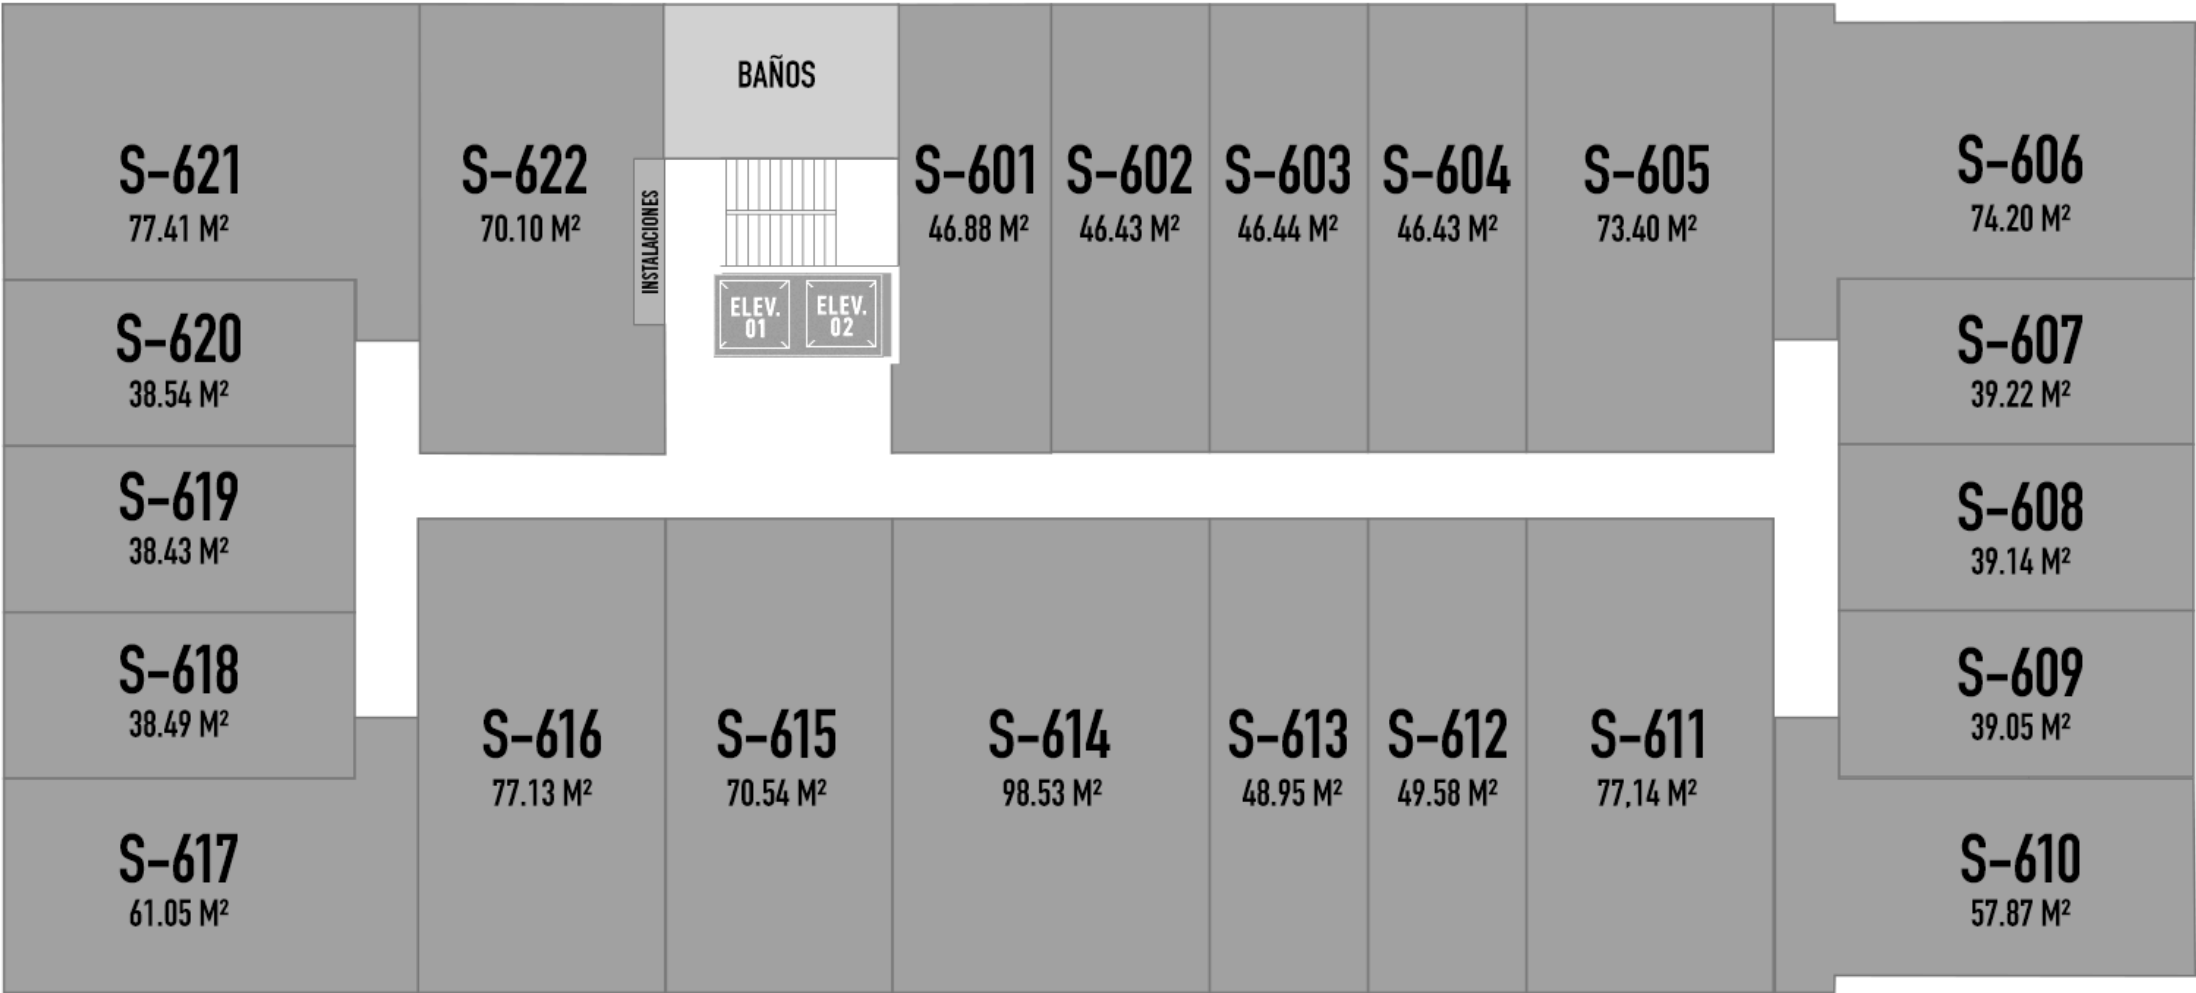 BAÑOS
S-621
77.41 M²
S-622
70.10 M²
INSTALACIONES
ELEV.
01
ELEV.
02
S-601
46.88 M²
S-602
46.43 M²
S-603
46.44 M²
S-604
46.43 M²
S-605
73.40 M²
S-606
74.20 M²
S-620
38.54 M²
S-607
39.22 M²
S-619
38.43 M²
S-608
39.14 M²
S-618
38.49 M²
S-609
39.05 M²
S-616
77.13 M²
S-615
70.54 M²
S-614
98.53 M²
S-613
48.95 M²
S-612
49.58 M²
S-611
77,14 M²
S-617
61.05 M²
S-610
57.87 M²